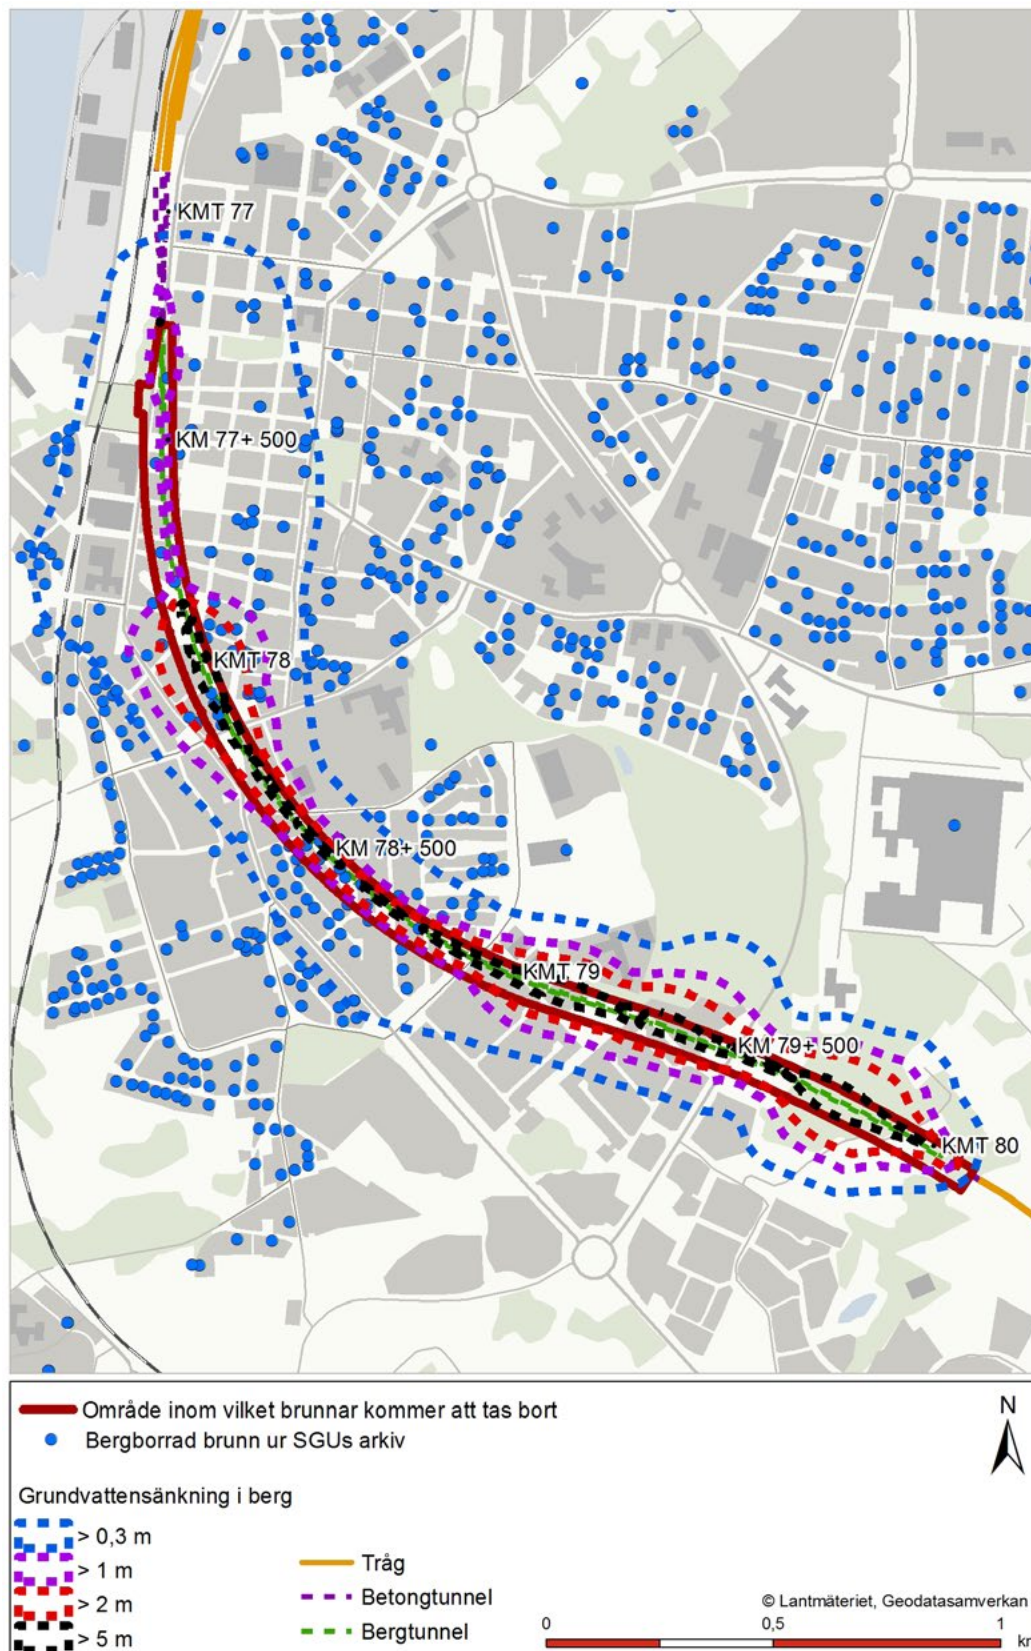 KMT 77
KM 77+ 500
KMT 78
KM 78+ 500
KMT 79
KM 79+ 500
KMT 80
Område inom vilket brunnar kommer att tas bort
Bergborrad brunn ur SGUs arkiv
N
Grundvattensänkning i berg
> 0,3 m
> 1 m
> 2 m
> 5 m
Tråg
Betongtunnel
Bergtunnel
© Lantmäteriet, Geodatasamverkan
0 0,5 1
km